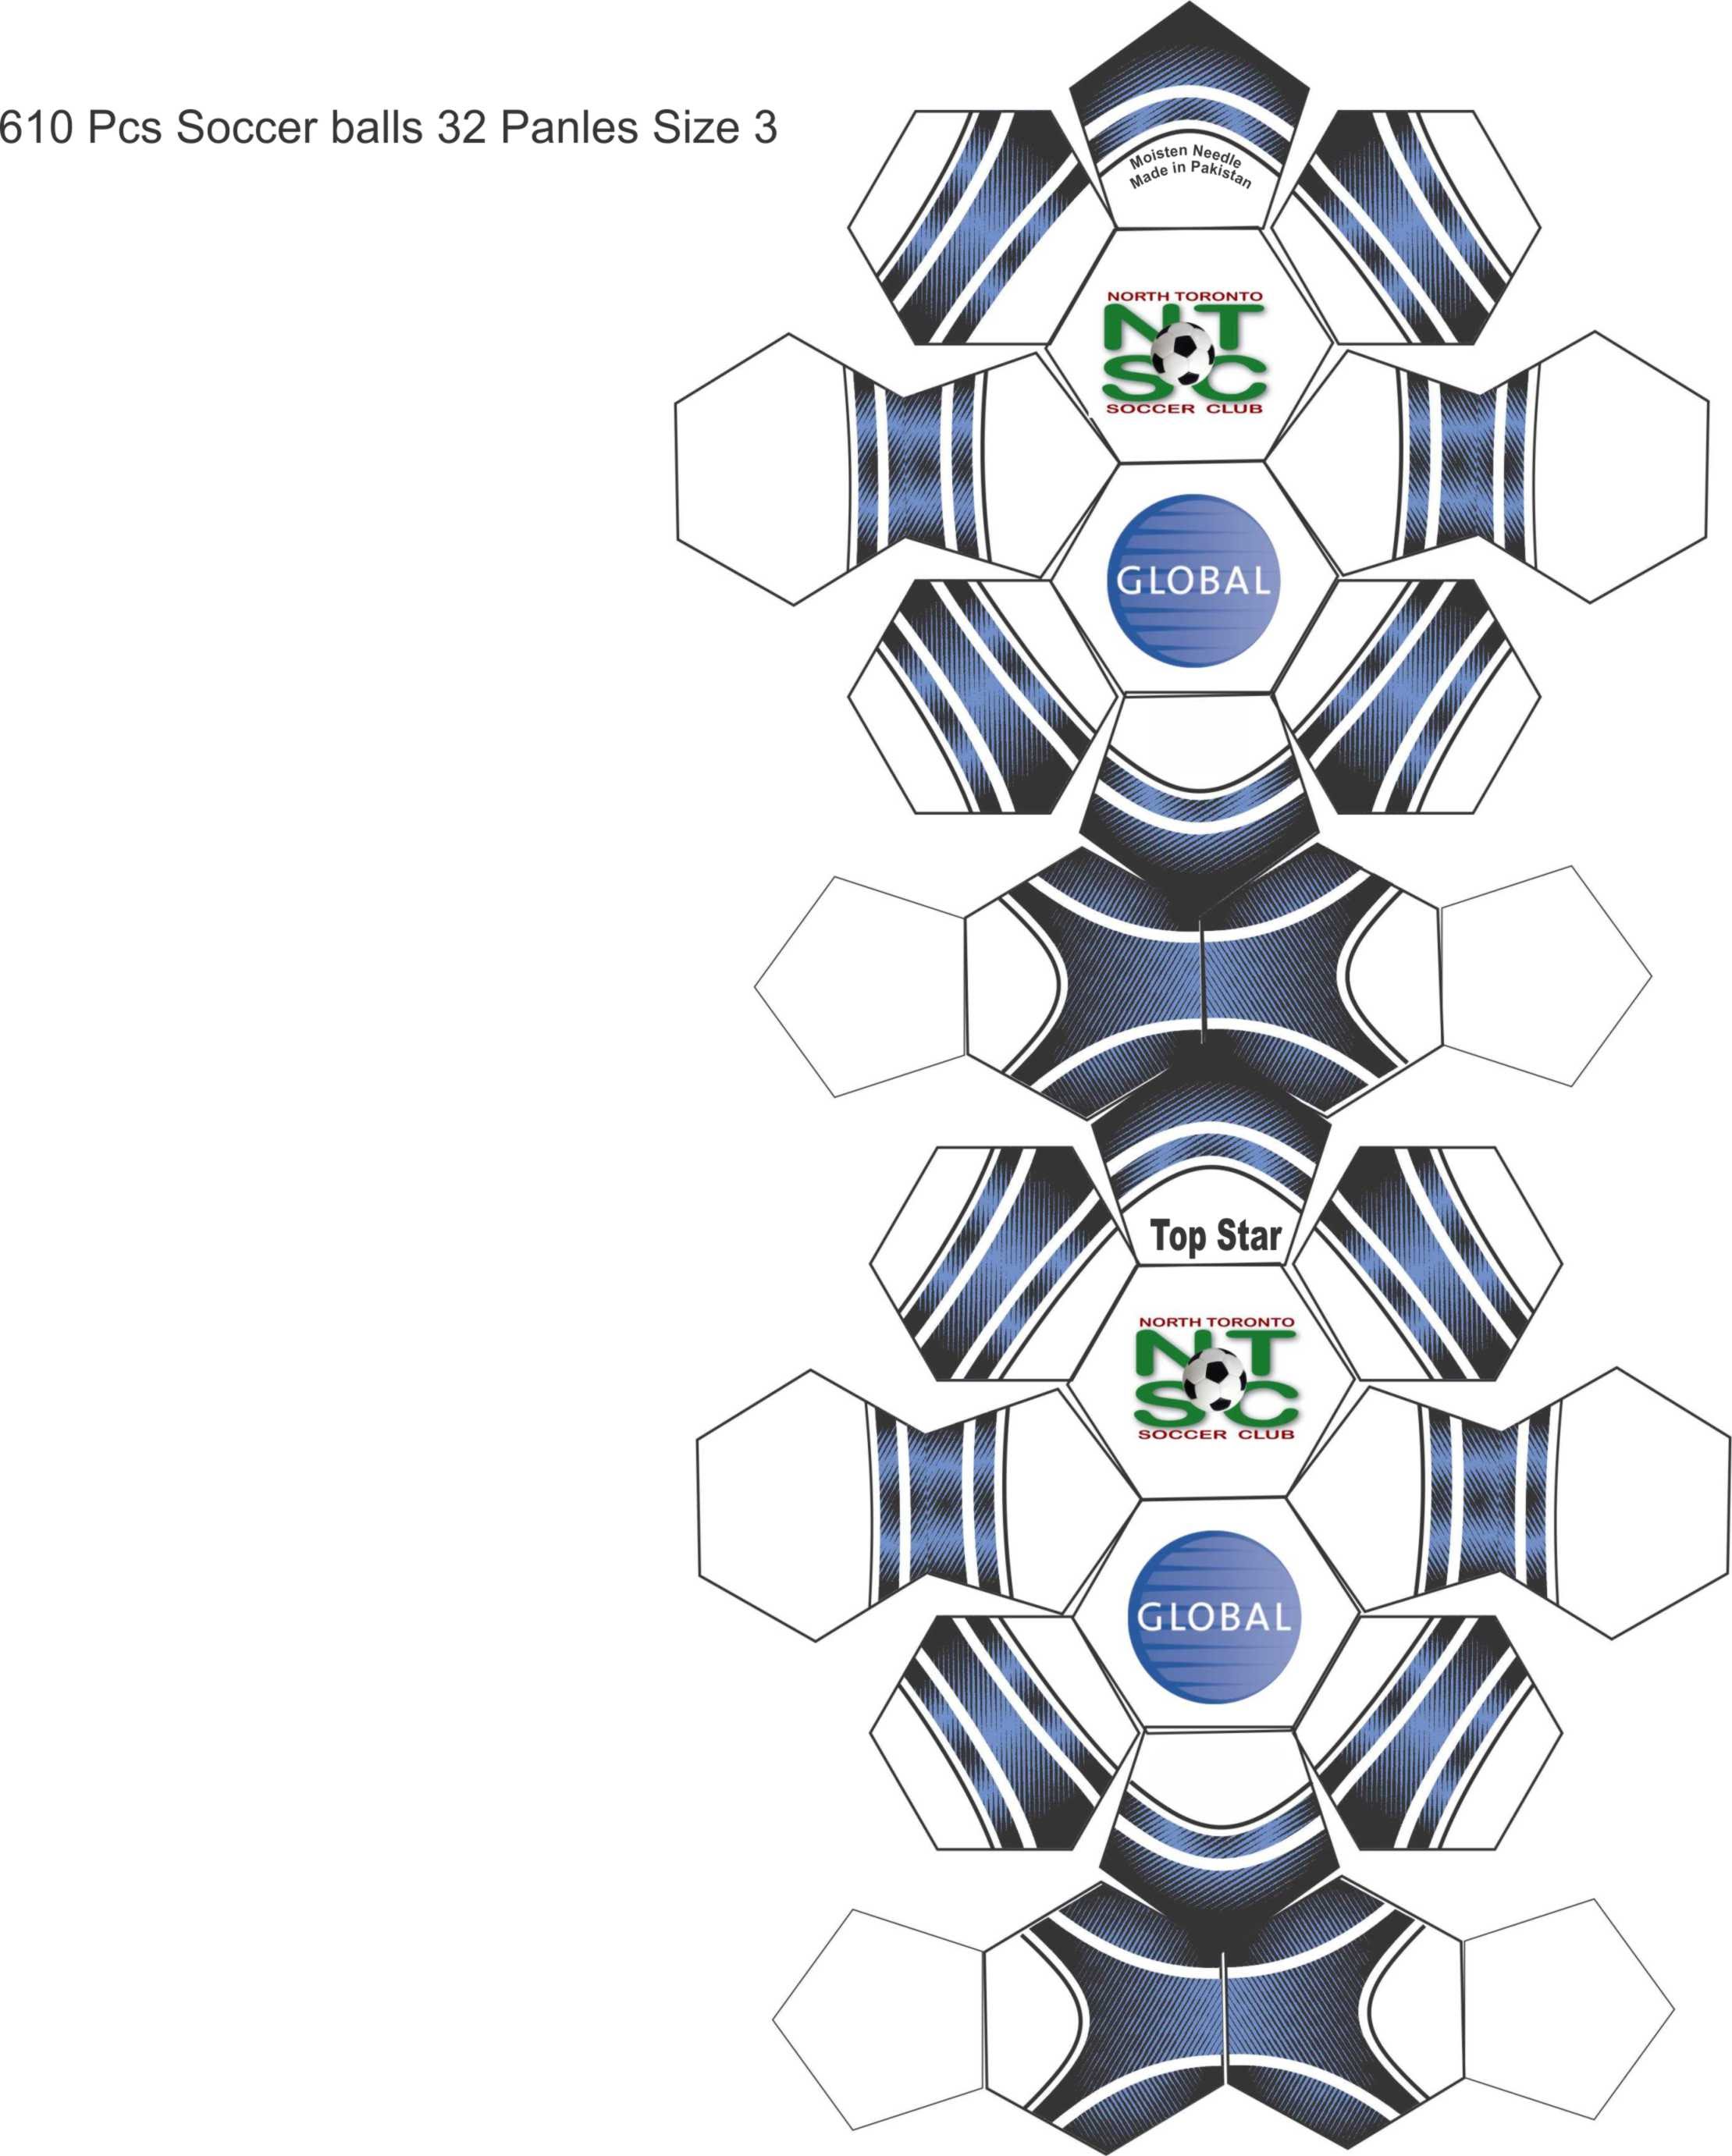 610 Pcs Soccer balls 32 Panles Size 3
Moisten Needle
Made in Pakistan
NORTH TORONTO
NT
SC
SOCCER CLUB
GLOBAL
Top Star
NORTH TORONTO
NT
SC
SOCCER CLUB
GLOBAL